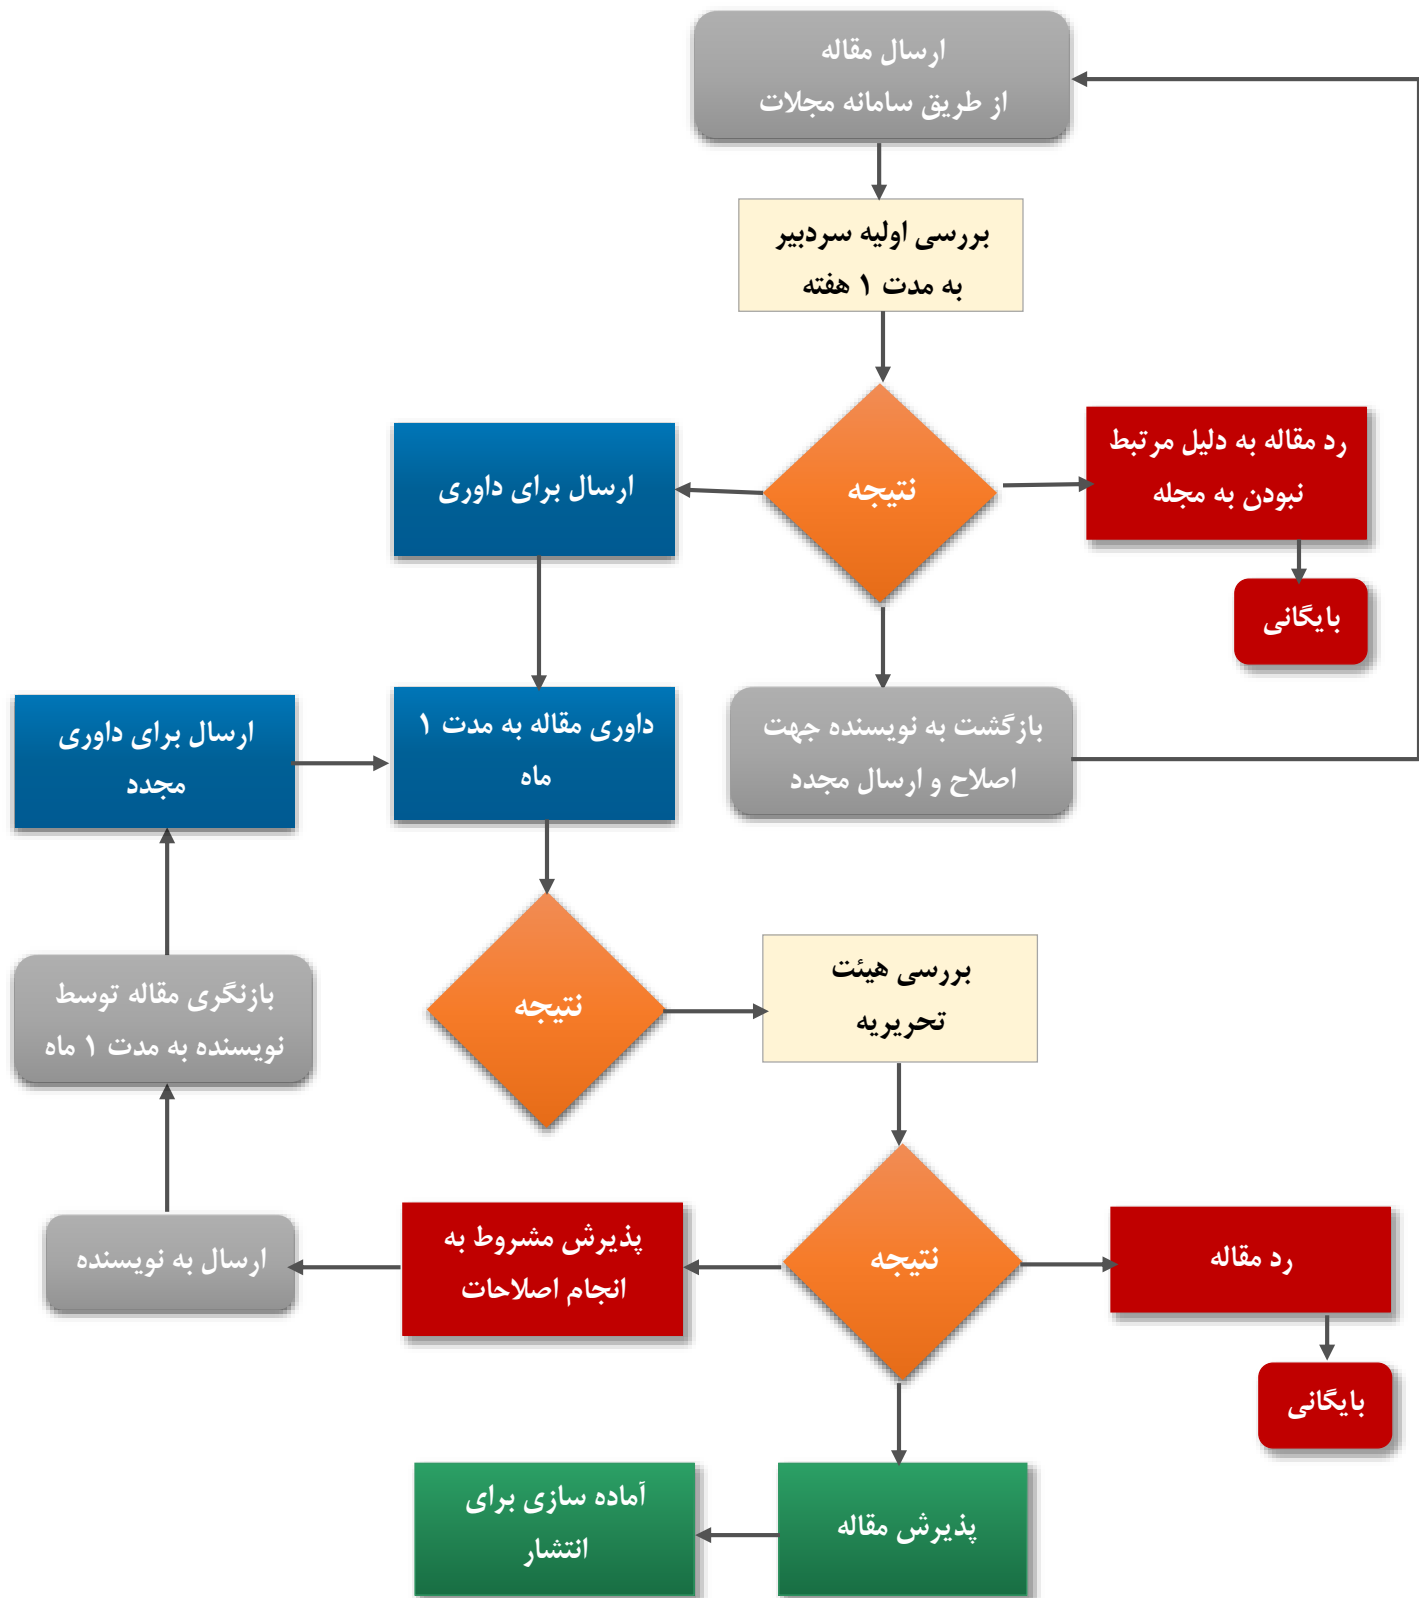 ارسال مقاله
از طریق سامانه مجلات
بررسی اولیه سردبیر
به مدت ۱ هفته
رد مقاله به دلیل مرتبط
نبودن به مجله
نتیجه
ارسال برای داوری
بایگانی
بازگشت به نویسنده جهت
اصلاح و ارسال مجدد
داوری مقاله به مدت ۱
ماه
ارسال برای داوری
مجدد
بررسی هیئت
تحریریه
نتیجه
بازنگری مقاله توسط
نویسنده به مدت ۱ ماه
رد مقاله
نتیجه
پذیرش مشروط به
انجام اصلاحات
ارسال به نویسنده
بایگانی
پذیرش مقاله
آماده سازی برای
انتشار